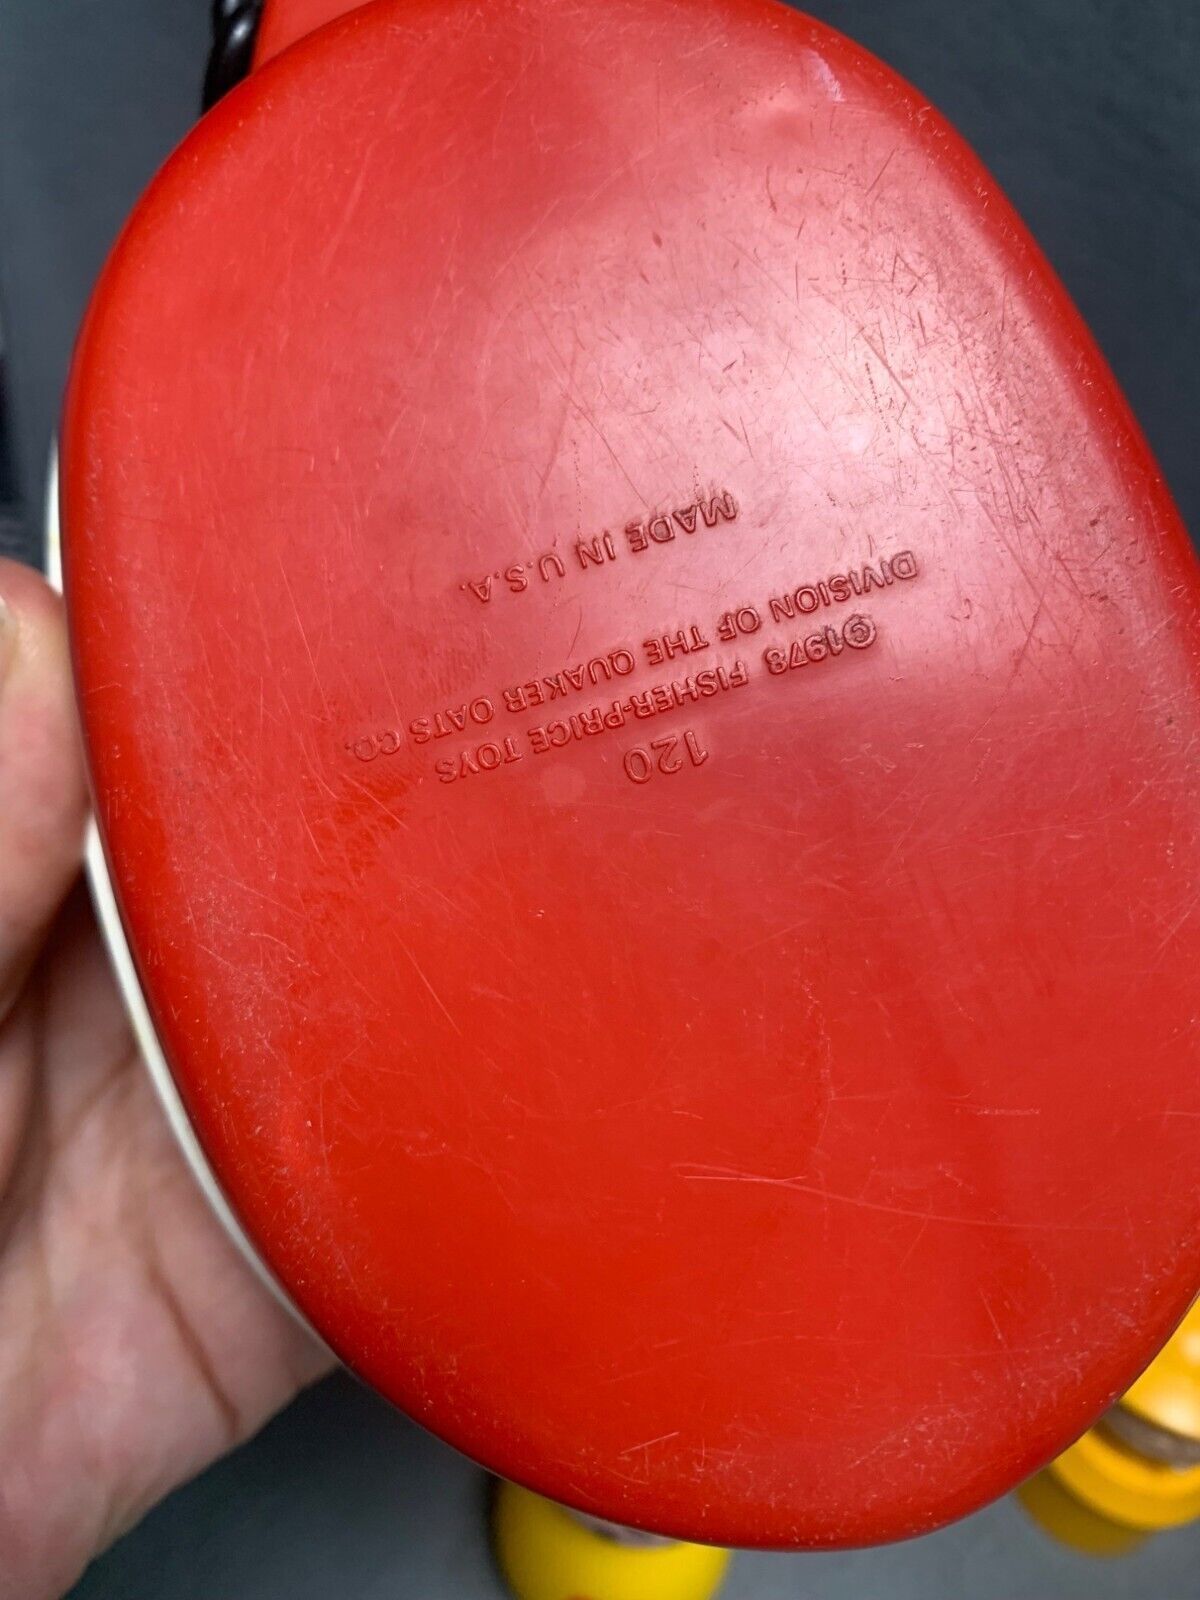 120
©1978 FISHER-PRICE TOYS
DIVISION OF THE QUAKER OATS CO.
MADE IN U.S.A.